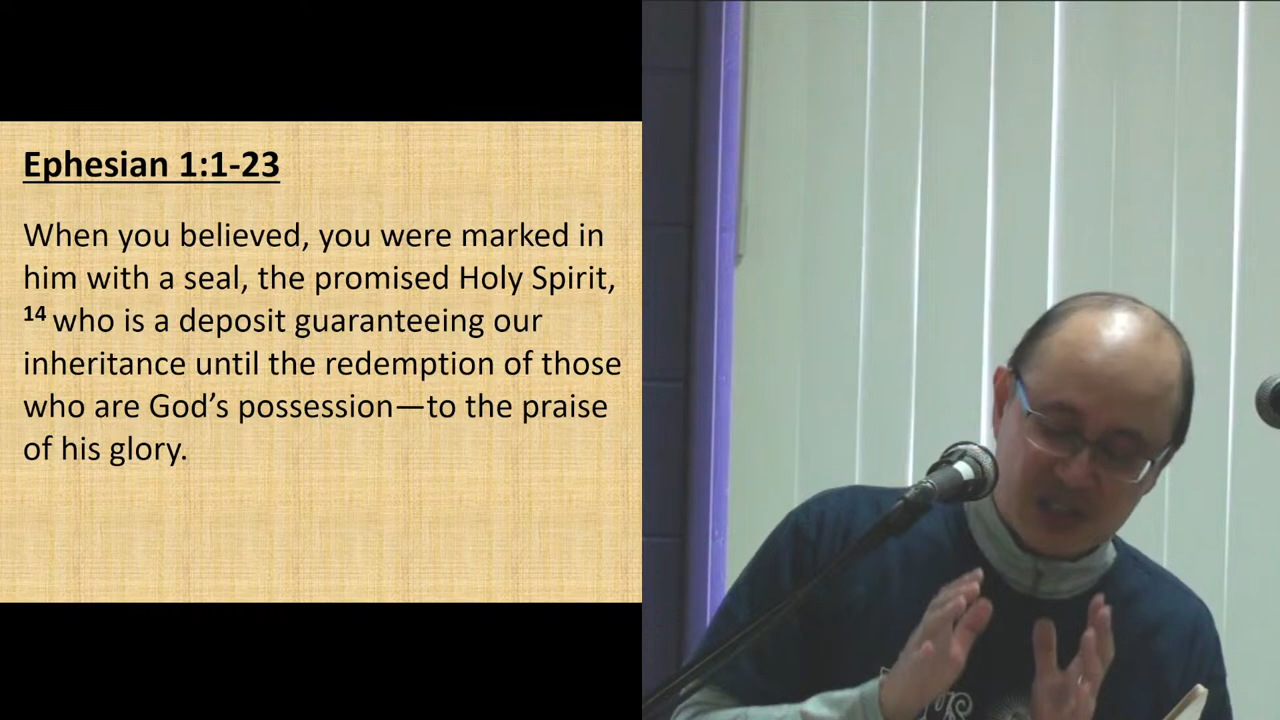 Ephesian 1:1-23
When you believed, you were marked in
him with a seal, the promised Holy Spirit,
14 who is a deposit guaranteeing our
inheritance until the redemption of those
who are God’s possession—to the praise
of his glory.